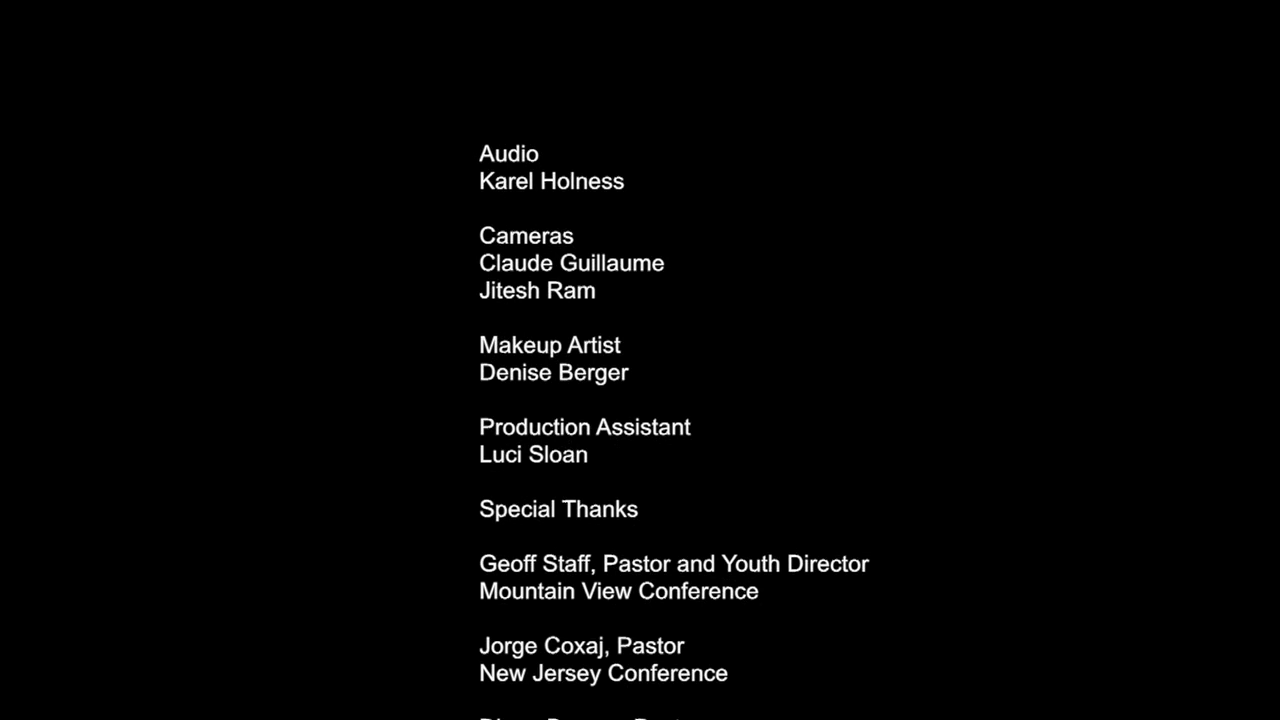 Audio
Karel Holness
Cameras
Claude Guillaume
Jitesh Ram
Makeup Artist
Denise Berger
Production Assistant
Luci Sloan
Special Thanks
Geoff Staff, Pastor and Youth Director
Mountain View Conference
Jorge Coxaj, Pastor
New Jersey Conference